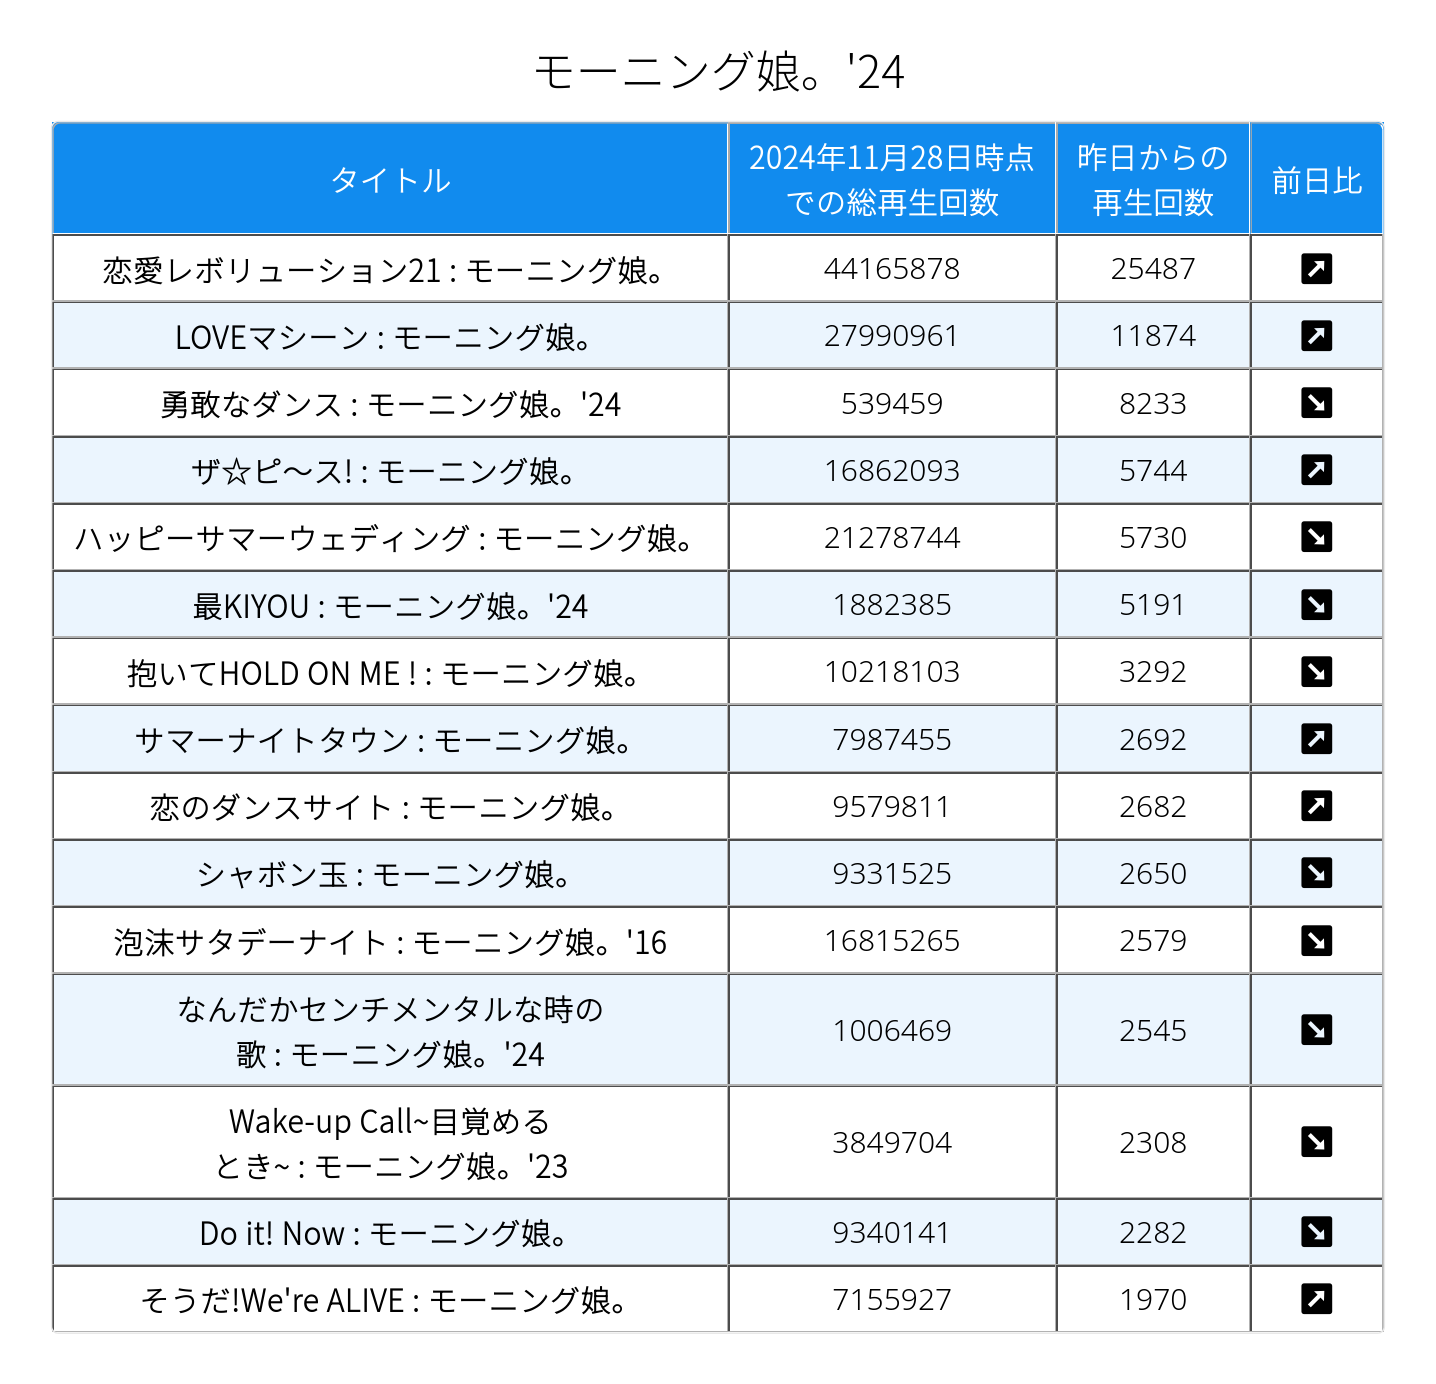 モーニング娘。'24
タイトル
2024年11月28日時点
での総再生回数
昨日からの
再生回数
前日比
恋愛レボリューション21 : モーニング娘。 44165878 25487
LOVEマシーン : モーニング娘。 27990961 11874
勇敢なダンス : モーニング娘。'24 539459 8233
ザ☆ピ〜ス! : モーニング娘。 16862093 5744
ハッピーサマーウェディング : モーニング娘。 21278744 5730
最KIYOU : モーニング娘。'24 1882385 5191
抱いてHOLD ON ME ! : モーニング娘。 10218103 3292
サマーナイトタウン : モーニング娘。 7987455 2692
恋のダンスサイト : モーニング娘。 9579811 2682
シャボン玉 : モーニング娘。 9331525 2650
泡沫サタデーナイト : モーニング娘。'16 16815265 2579
なんだかセンチメンタルな時の
歌 : モーニング娘。'24 1006469 2545
Wake-up Call~目覚める
とき~ : モーニング娘。'23 3849704 2308
Do it! Now : モーニング娘。 9340141 2282
そうだ!We're ALIVE : モーニング娘。 7155927 1970